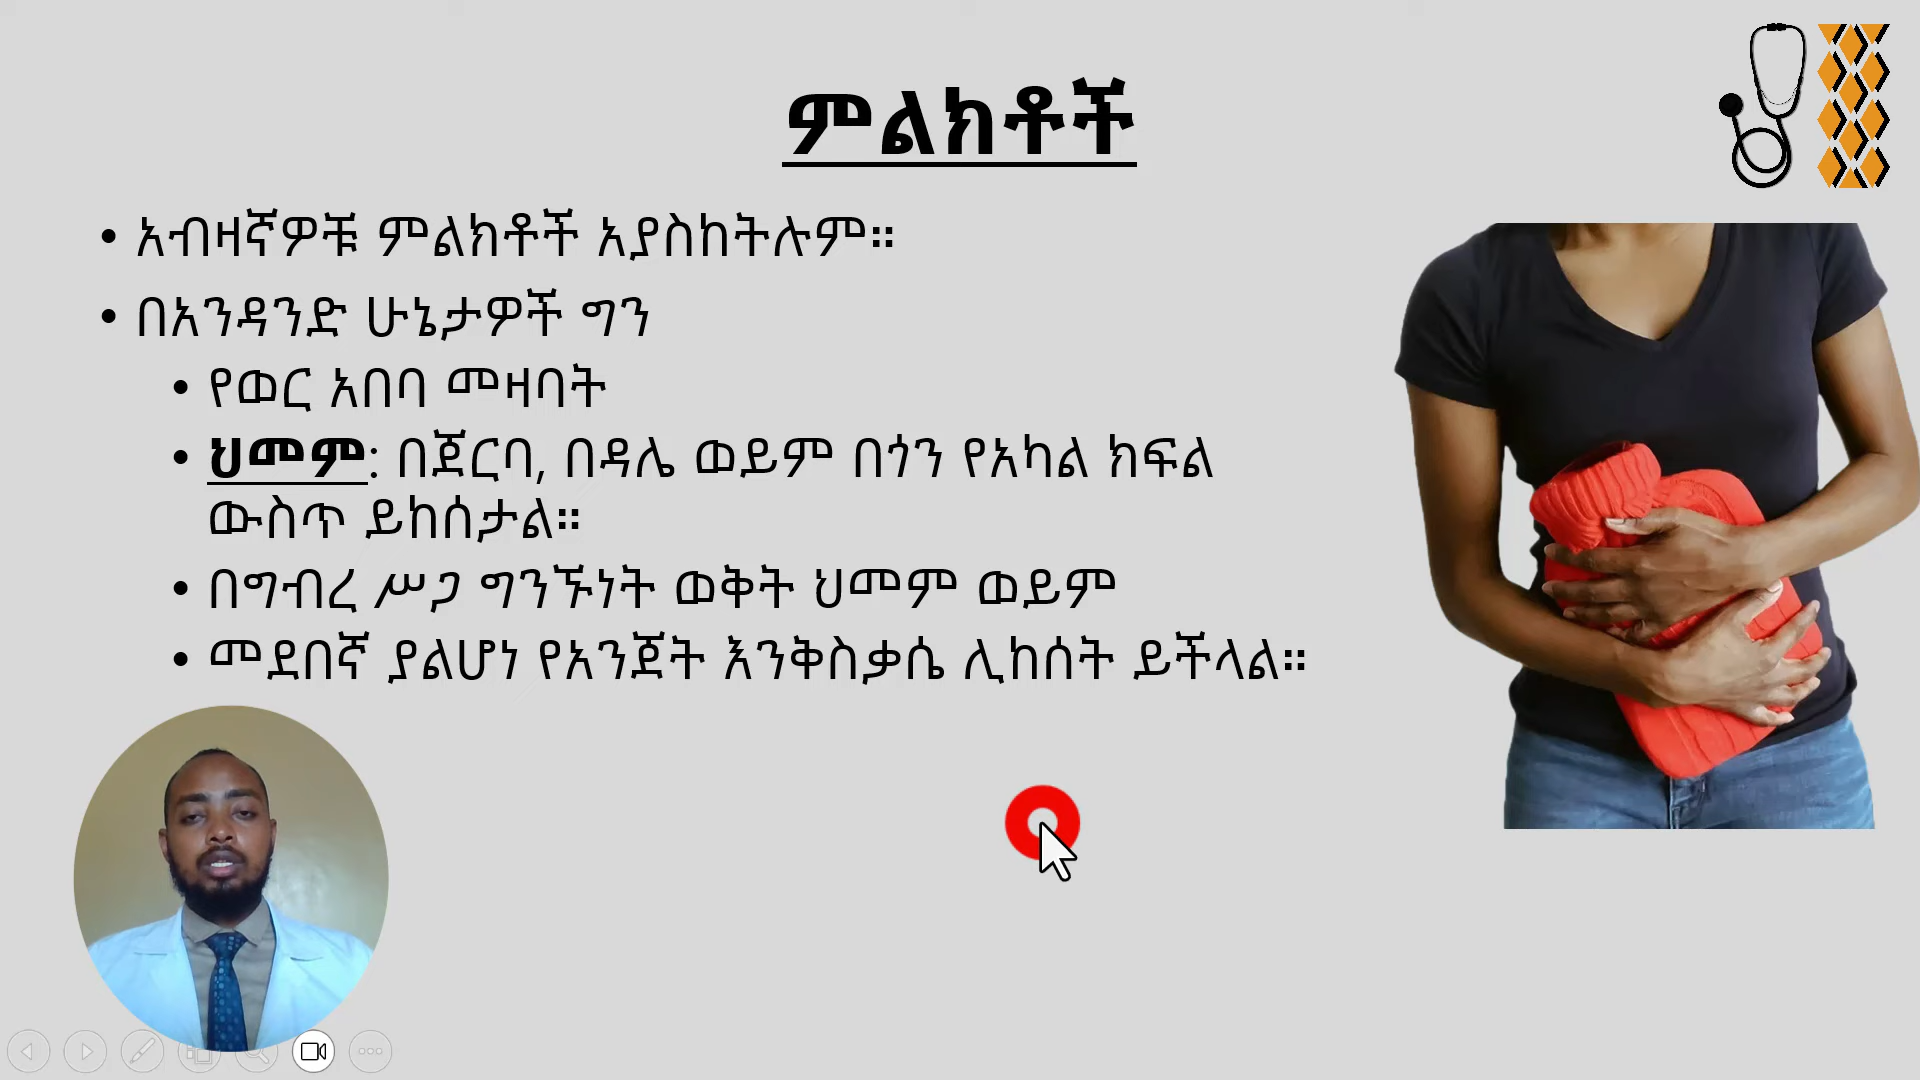 ምልክቶች
• አብዛኛዎቹ ምልክቶች አያስከትሉም።
• በአንዳንድ ሁኔታዎች ግን
• የወር አበባ መዛባት
• ህመም: በጀርባ, በዳሌ ወይም በጎን የአካል ክፍል
ውስጥ ይከሰታል።
• በግብረ ሥጋ ግንኙነት ወቅት ህመም ወይም
• መደበኛ ያልሆነ የአንጀት እንቅስቃሴ ሊከሰት ይችላል።